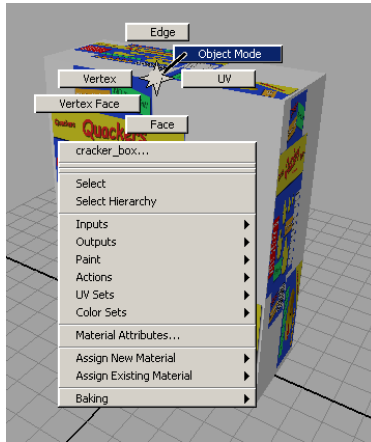 Edge
Object Mode
Vertex
UV
Vertex Face
Face
Quackers
Quackers
cracker_box...
Select
Select Hierarchy
Inputs
Outputs
Paint
Actions
UV Sets
Color Sets
Material Attributes...
Assign New Material
Assign Existing Material
Baking